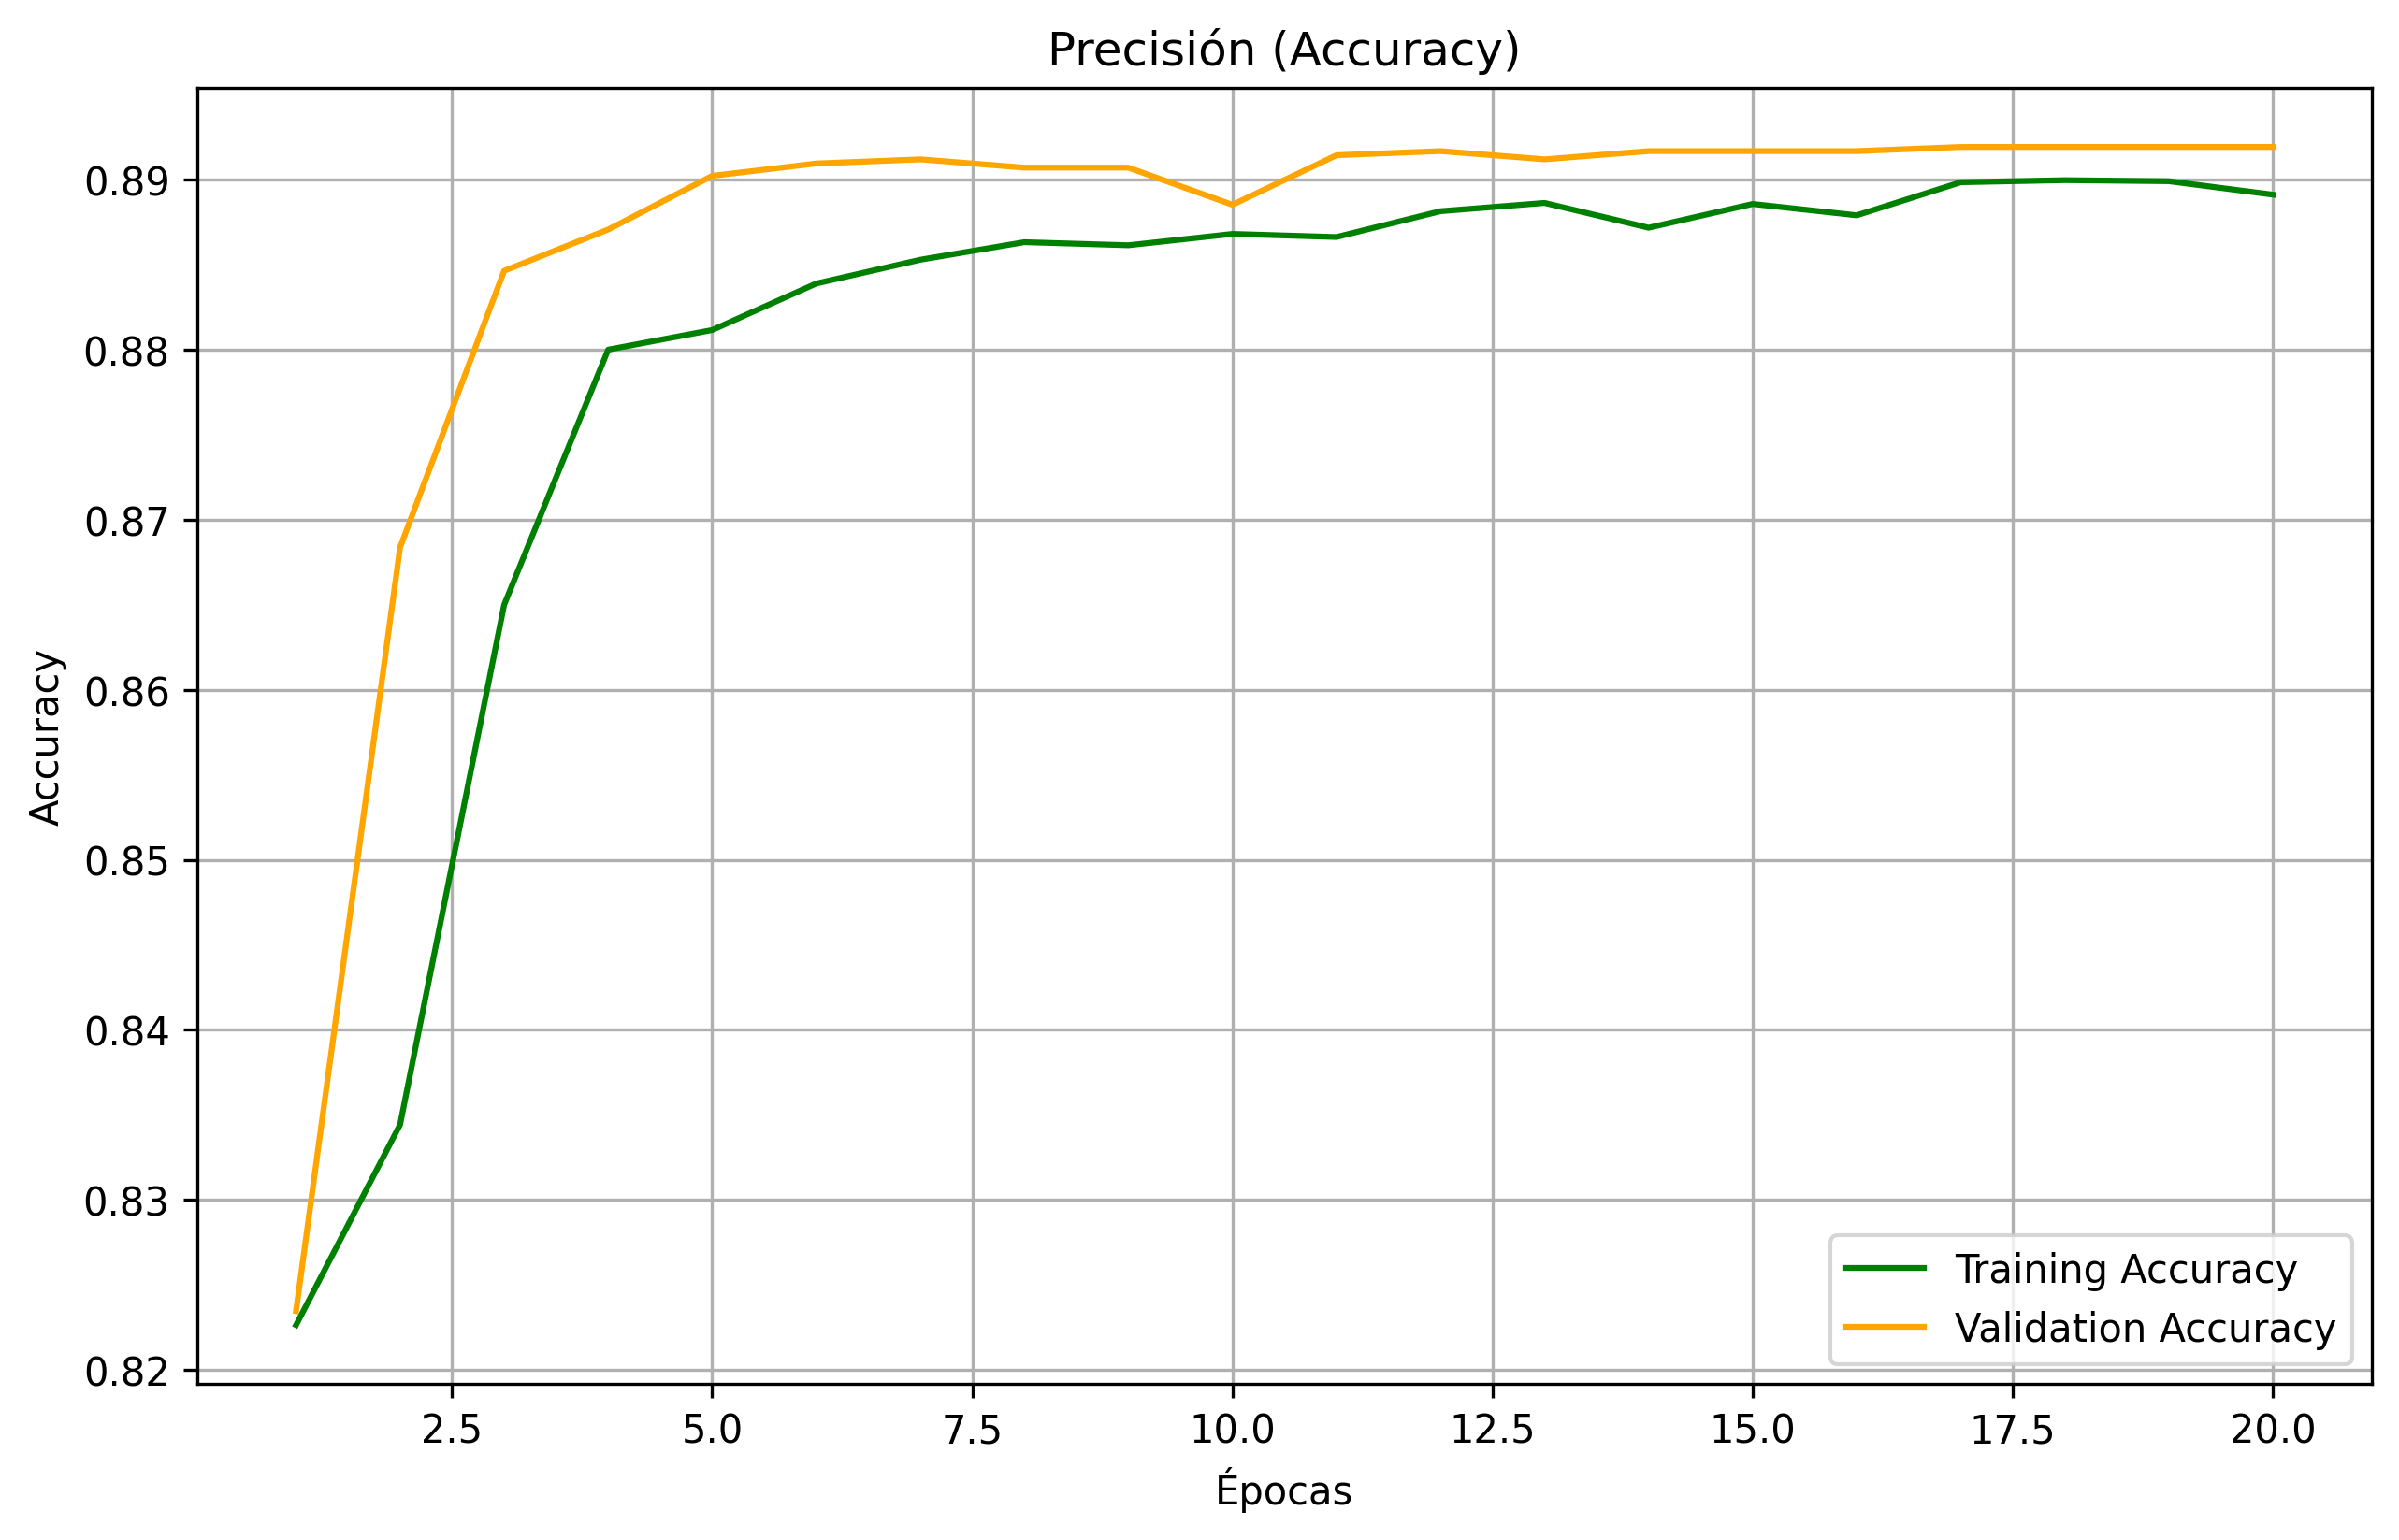 Precisión (Accuracy)
Accuracy
0.89
0.88
0.87
0.86
0.85
0.84
0.83
0.82
Training Accuracy
Validation Accuracy
2.5 5.0 7.5 10.0 12.5 15.0 17.5 20.0
Épocas